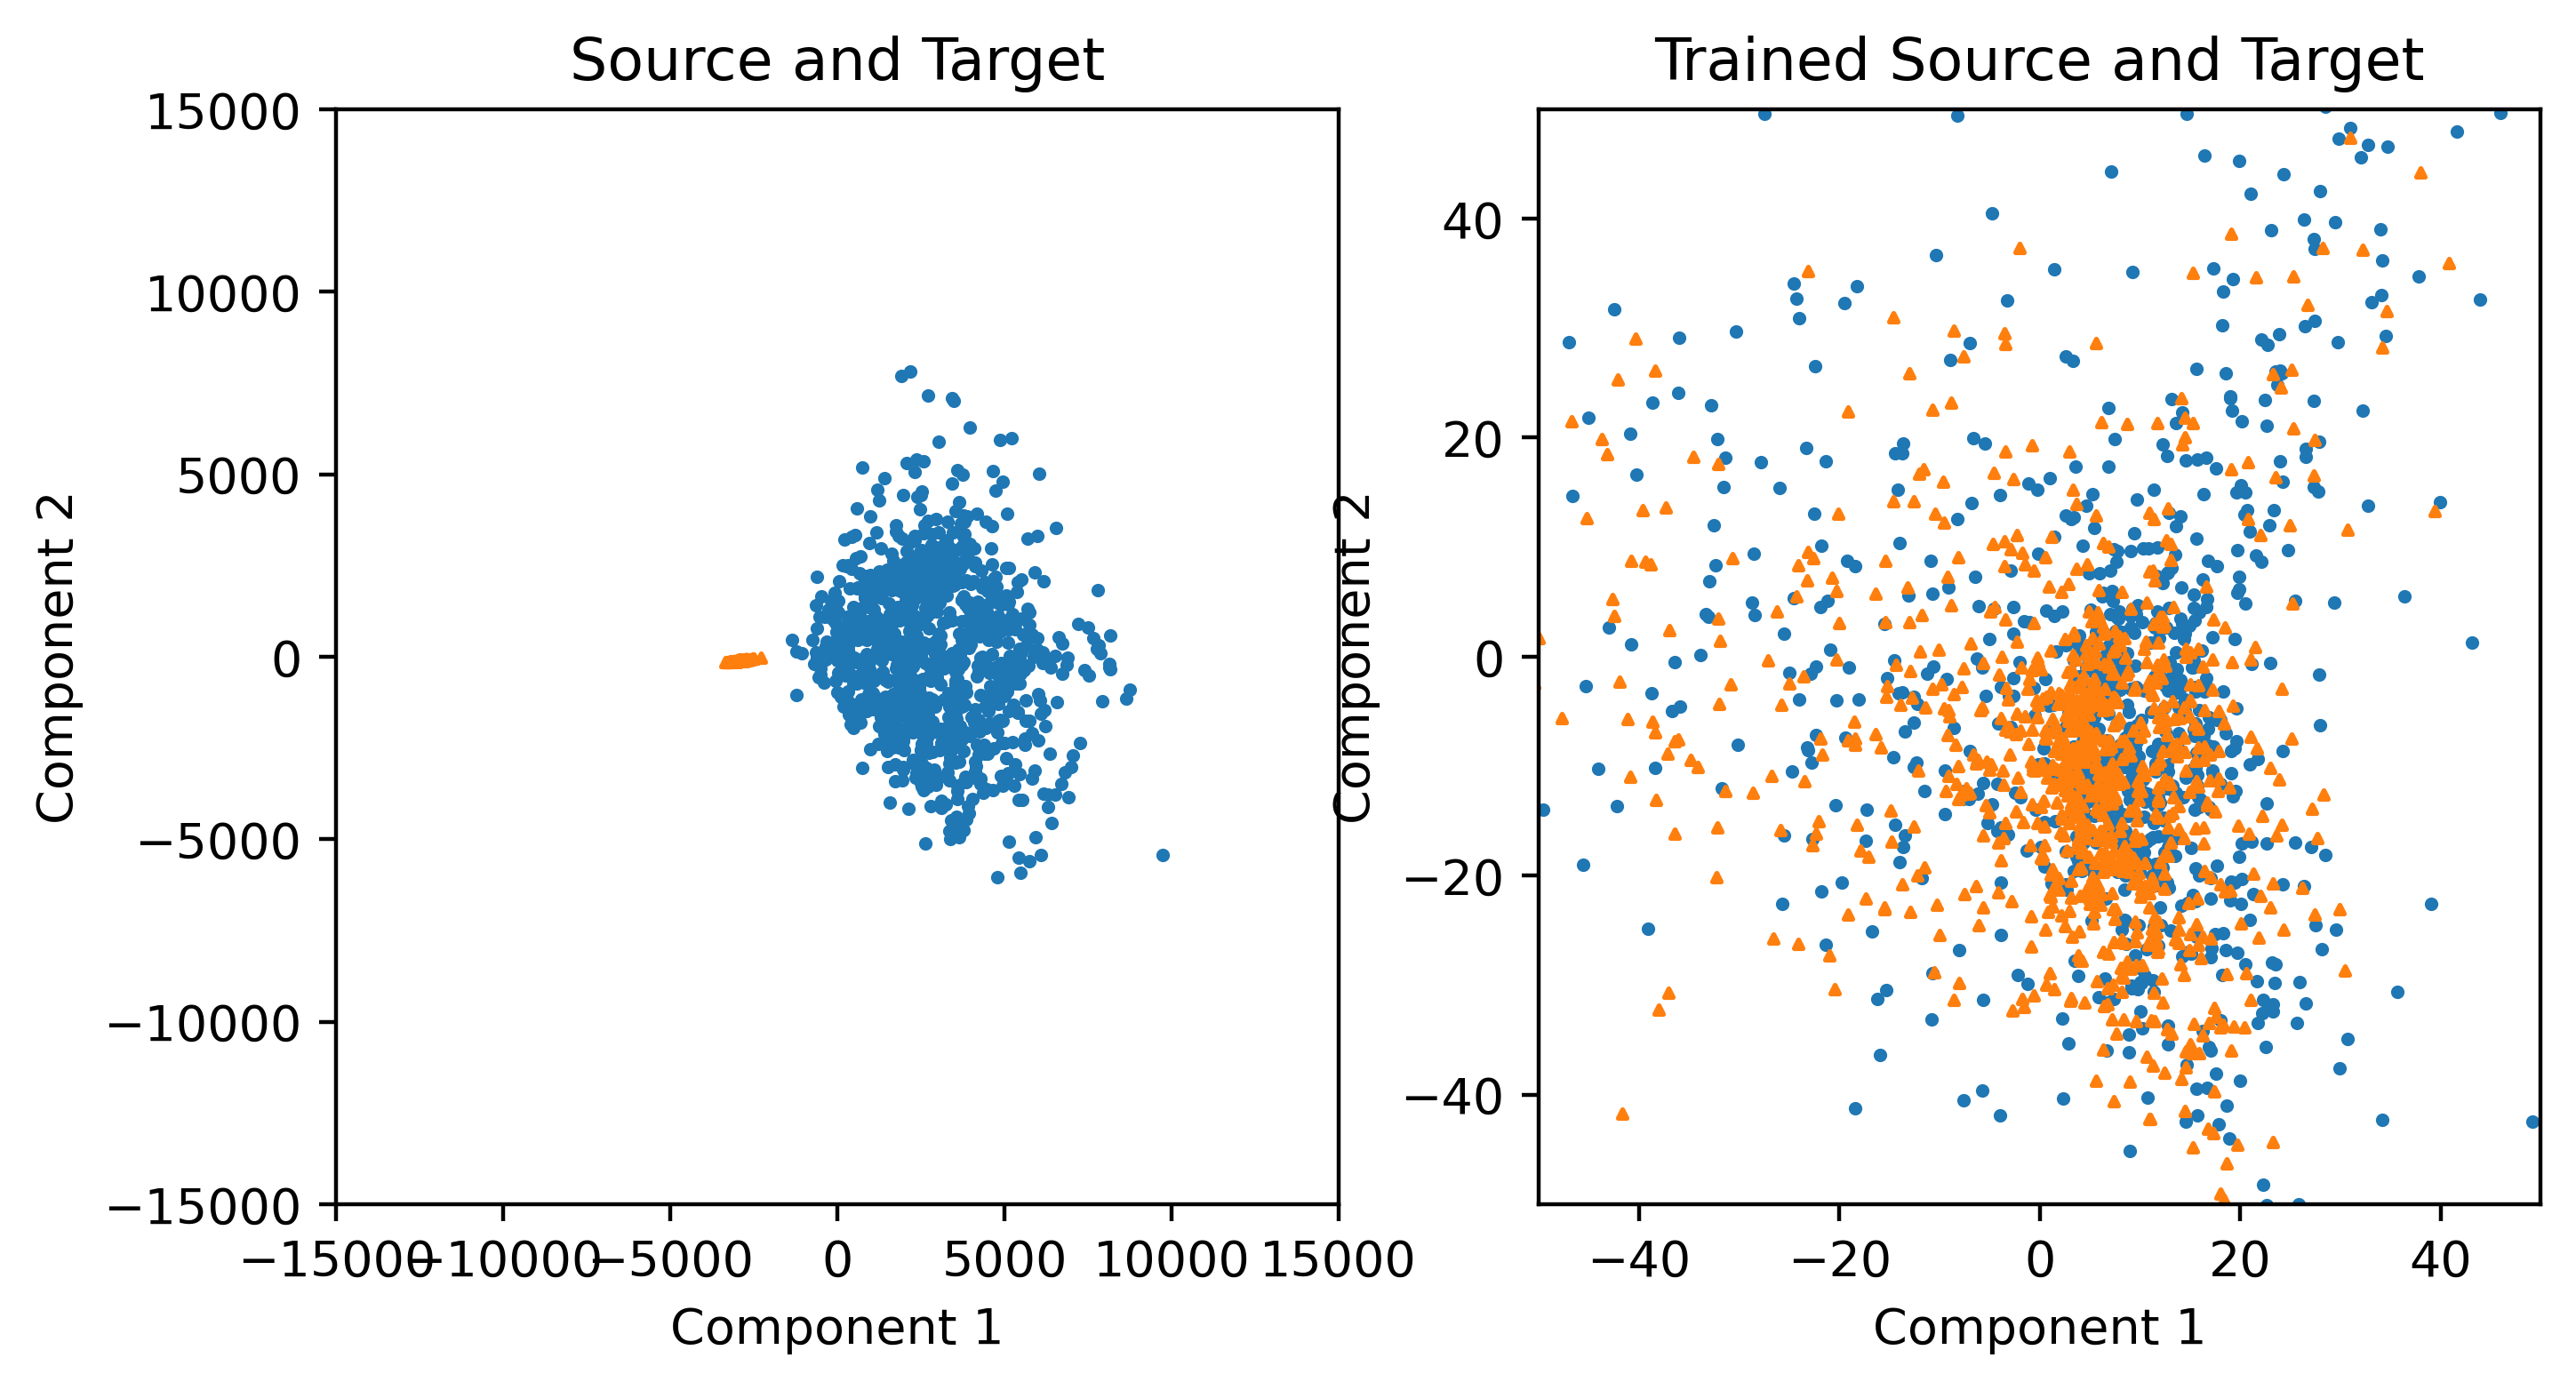 Source and Target
15000
10000
5000
0
−5000
−10000
−15000
−15000 −10000 −5000 0 5000 10000 15000
Component 1
Component 2
Trained Source and Target
40
20
0
−20
−40
−40 −20 0 20 40
Component 1
Component 2